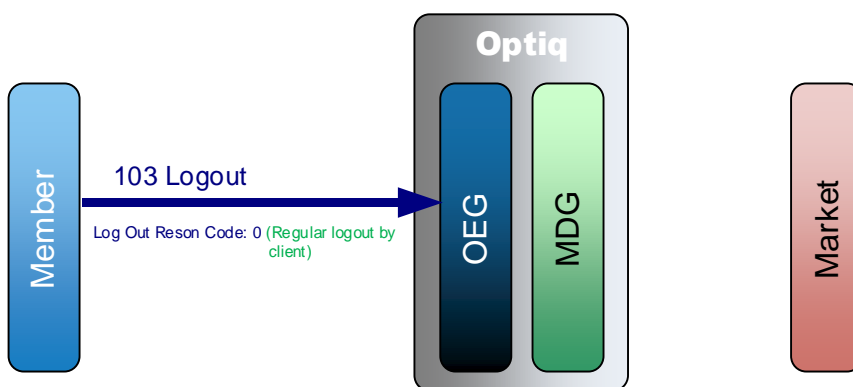 Optiq
Member
103 Logout
Log Out Reson Code: 0 (Regular logout by
client)
OEG
MDG
Market